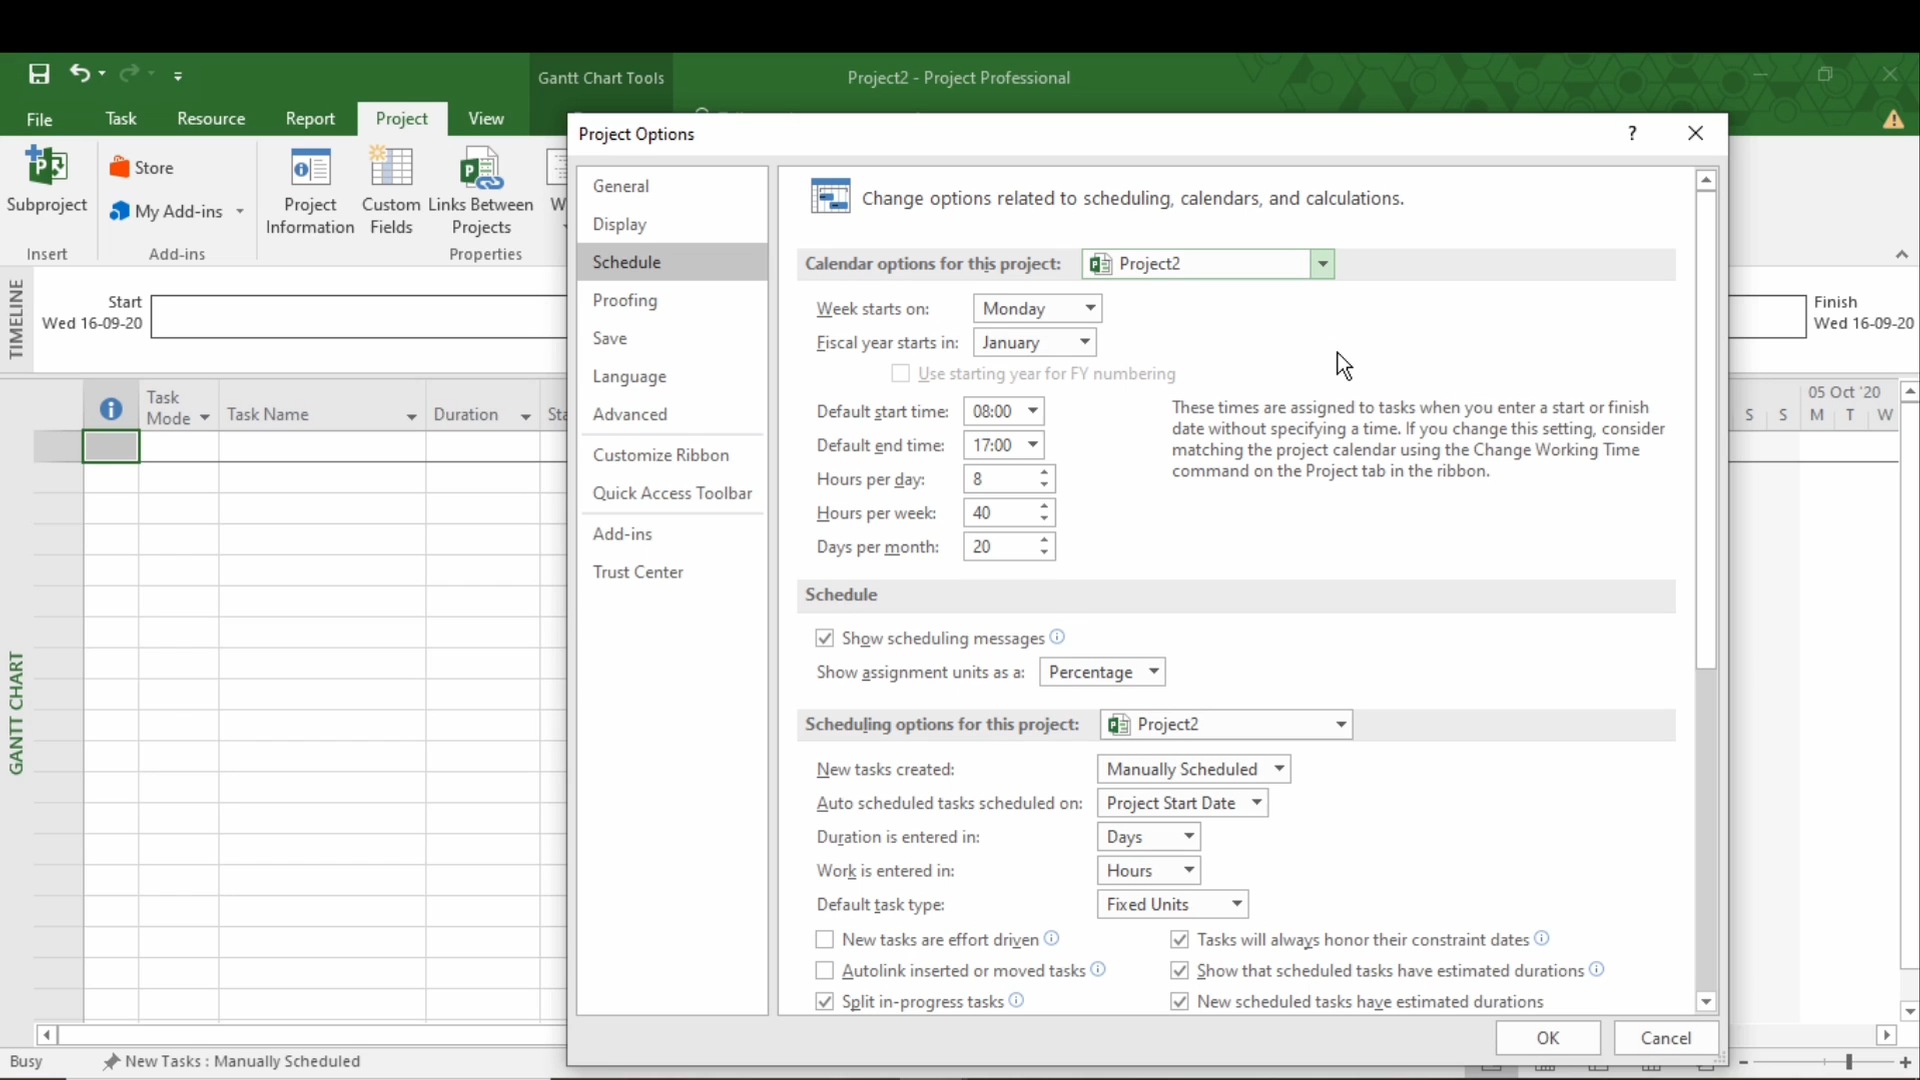 Gantt Chart Tools
Project2 - Project Professional
File
Task
Resource
Report
Project
View
Subproject
Insert
Store
My Add-ins
Add-ins
Project
Information
Custom
Fields
Links Between
Projects
W
Properties
TIMELINE
Start
Wed 16-09-20
Finish
Wed 16-09-20
Task
Mode
Task Name
Duration
Sta
05 Oct '20
S S M T W
GANTT CHART
Project Options
?
General
Display
Schedule
Proofing
Save
Language
Advanced
Customize Ribbon
Quick Access Toolbar
Add-ins
Trust Center
Change options related to scheduling, calendars, and calculations.
Calendar options for this project: Project2
Week starts on: Monday
Fiscal year starts in: January
Use starting year for FY numbering
Default start time: 08:00
Default end time: 17:00
Hours per day: 8
Hours per week: 40
Days per month: 20
These times are assigned to tasks when you enter a start or finish
date without specifying a time. If you change this setting, consider
matching the project calendar using the Change Working Time
command on the Project tab in the ribbon.
Schedule
Show scheduling messages
Show assignment units as a: Percentage
Scheduling options for this project: Project2
New tasks created: Manually Scheduled
Auto scheduled tasks scheduled on: Project Start Date
Duration is entered in: Days
Work is entered in: Hours
Default task type: Fixed Units
New tasks are effort driven
Tasks will always honor their constraint dates
Autolink inserted or moved tasks
Show that scheduled tasks have estimated durations
Split in-progress tasks
New scheduled tasks have estimated durations
OK
Cancel
Busy
New Tasks : Manually Scheduled